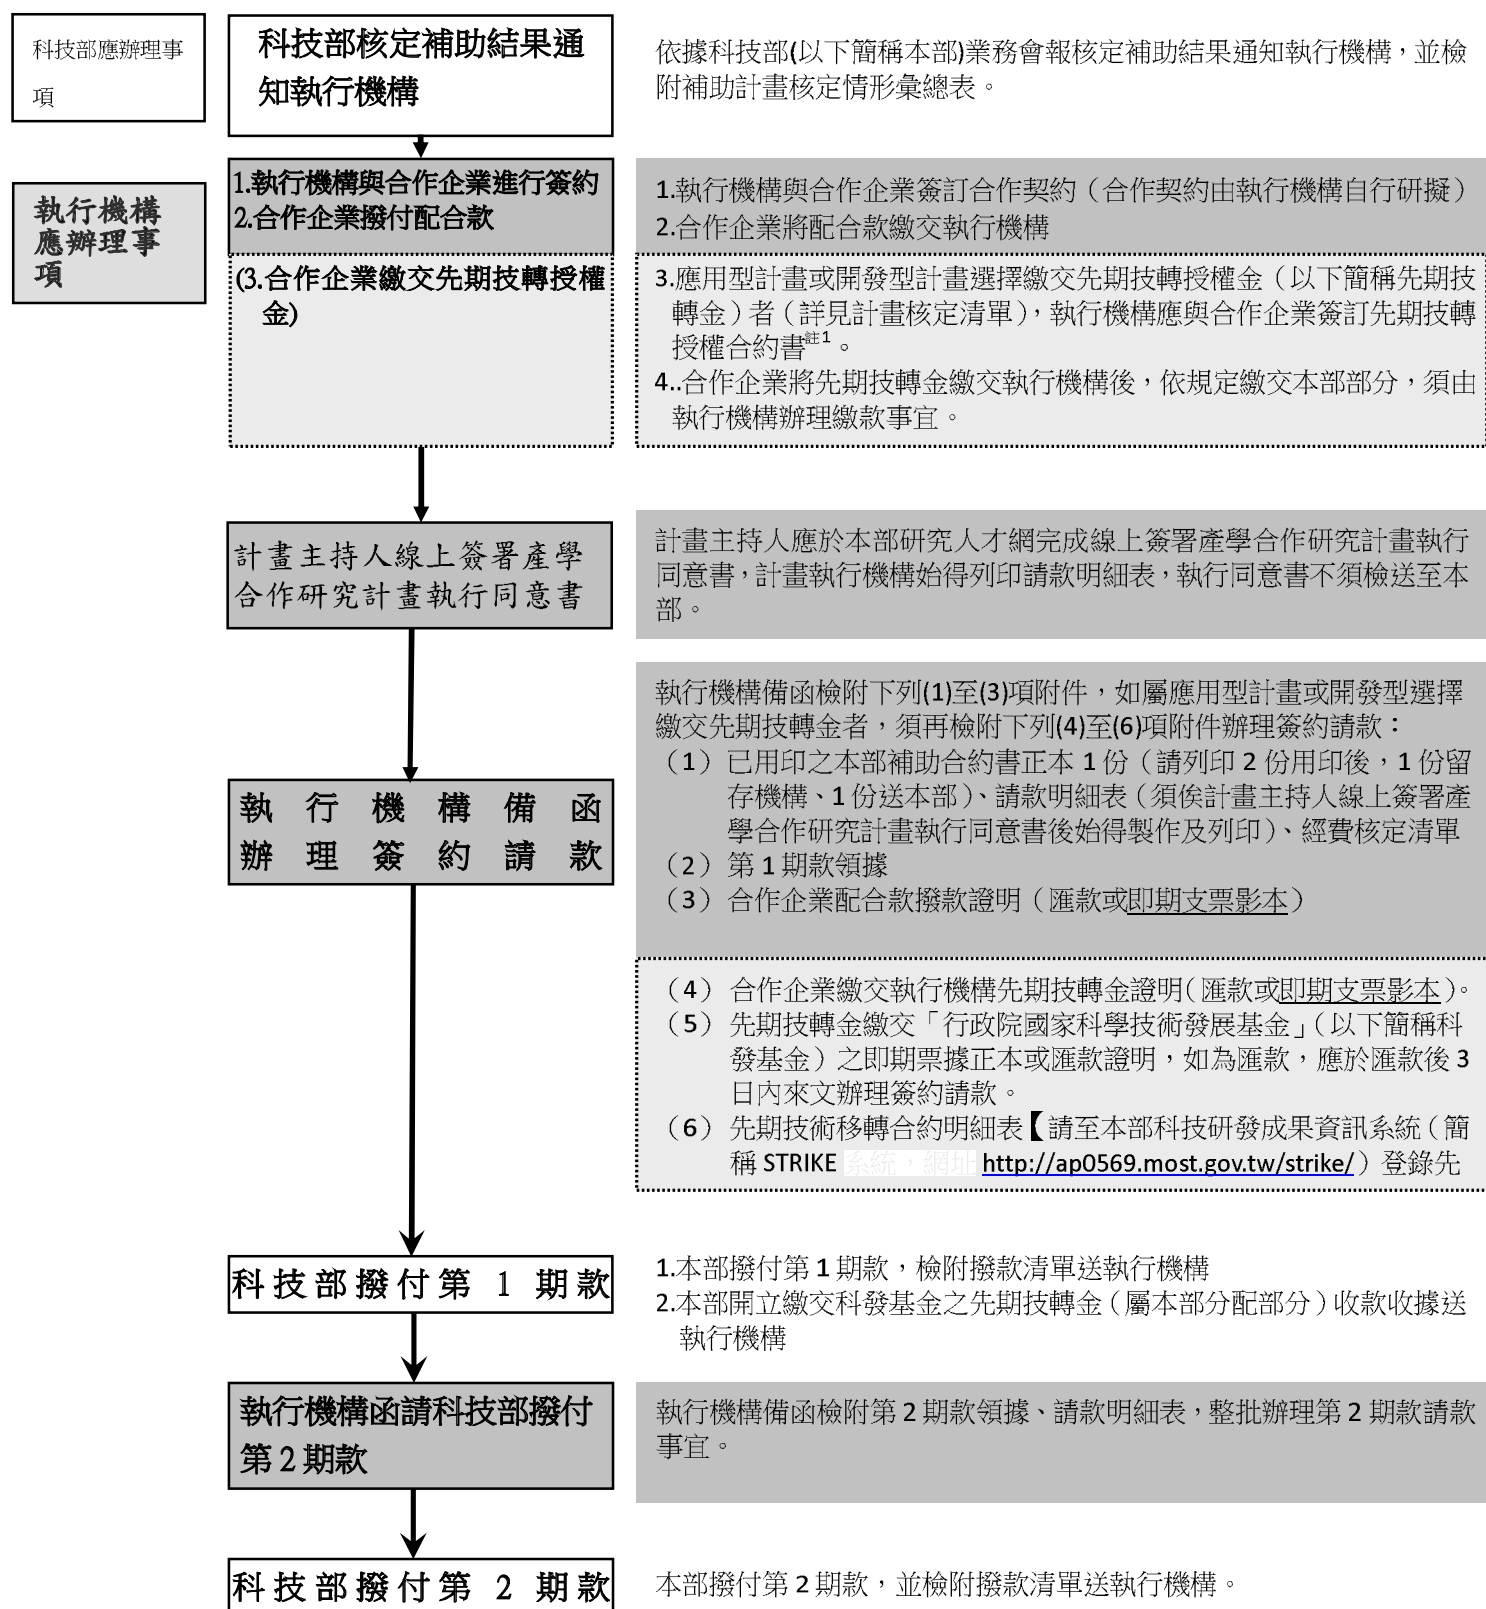 科技部應辦理事
項
科技部核定補助結果通
知執行機構
依據科技部(以下簡稱本部)業務會報核定補助結果通知執行機構，並檢
附補助計畫核定情形彙總表。
執行機構
應辦理事
項
1.執行機構與合作企業進行簽約
2.合作企業撥付配合款
1.執行機構與合作企業簽訂合作契約（合作契約由執行機構自行研擬）
2.合作企業將配合款繳交執行機構
(3.合作企業繳交先期技轉授權
金)
3.應用型計畫或開發型計畫選擇繳交先期技轉授權金（以下簡稱先期技
轉金）者（詳見計畫核定清單），執行機構應與合作企業簽訂先期技轉
授權合約書註1。
4..合作企業將先期技轉金繳交執行機構後，依規定繳交本部部分，須由
執行機構辦理繳款事宜。
計畫主持人線上簽署產學
合作研究計畫執行同意書
計畫主持人應於本部研究人才網完成線上簽署產學合作研究計畫執行
同意書，計畫執行機構始得列印請款明細表，執行同意書不須檢送至本
部。
執行機構備函
辦理簽約請款
執行機構備函檢附下列(1)至(3)項附件，如屬應用型計畫或開發型選擇
繳交先期技轉金者，須再檢附下列(4)至(6)項附件辦理簽約請款：
（1）已用印之本部補助合約書正本 1 份（請列印 2 份用印後，1 份留
存機構、1 份送本部）、請款明細表（須俟計畫主持人線上簽署產
學合作研究計畫執行同意書後始得製作及列印）、經費核定清單
（2）第 1 期款領據
（3）合作企業配合款撥款證明（匯款或即期支票影本）
（4）合作企業繳交執行機構先期技轉金證明（匯款或即期支票影本）。
（5）先期技轉金繳交「行政院國家科學技術發展基金」（以下簡稱科
發基金）之即期票據正本或匯款證明，如為匯款，應於匯款後 3
日內來文辦理簽約請款。
（6）先期技術移轉合約明細表【請至本部科技研發成果資訊系統（簡
稱 STRIKE 系統，網址 http://ap0569.most.gov.tw/strike/）登錄先
科技部撥付第 1 期款
1.本部撥付第 1 期款，檢附撥款清單送執行機構
2.本部開立繳交科發基金之先期技轉金（屬本部分配部分）收款收據送
執行機構
執行機構函請科技部撥付
第 2 期款
執行機構備函檢附第 2 期款領據、請款明細表，整批辦理第 2 期款請款
事宜。
科技部撥付第 2 期款
本部撥付第 2 期款，並檢附撥款清單送執行機構。